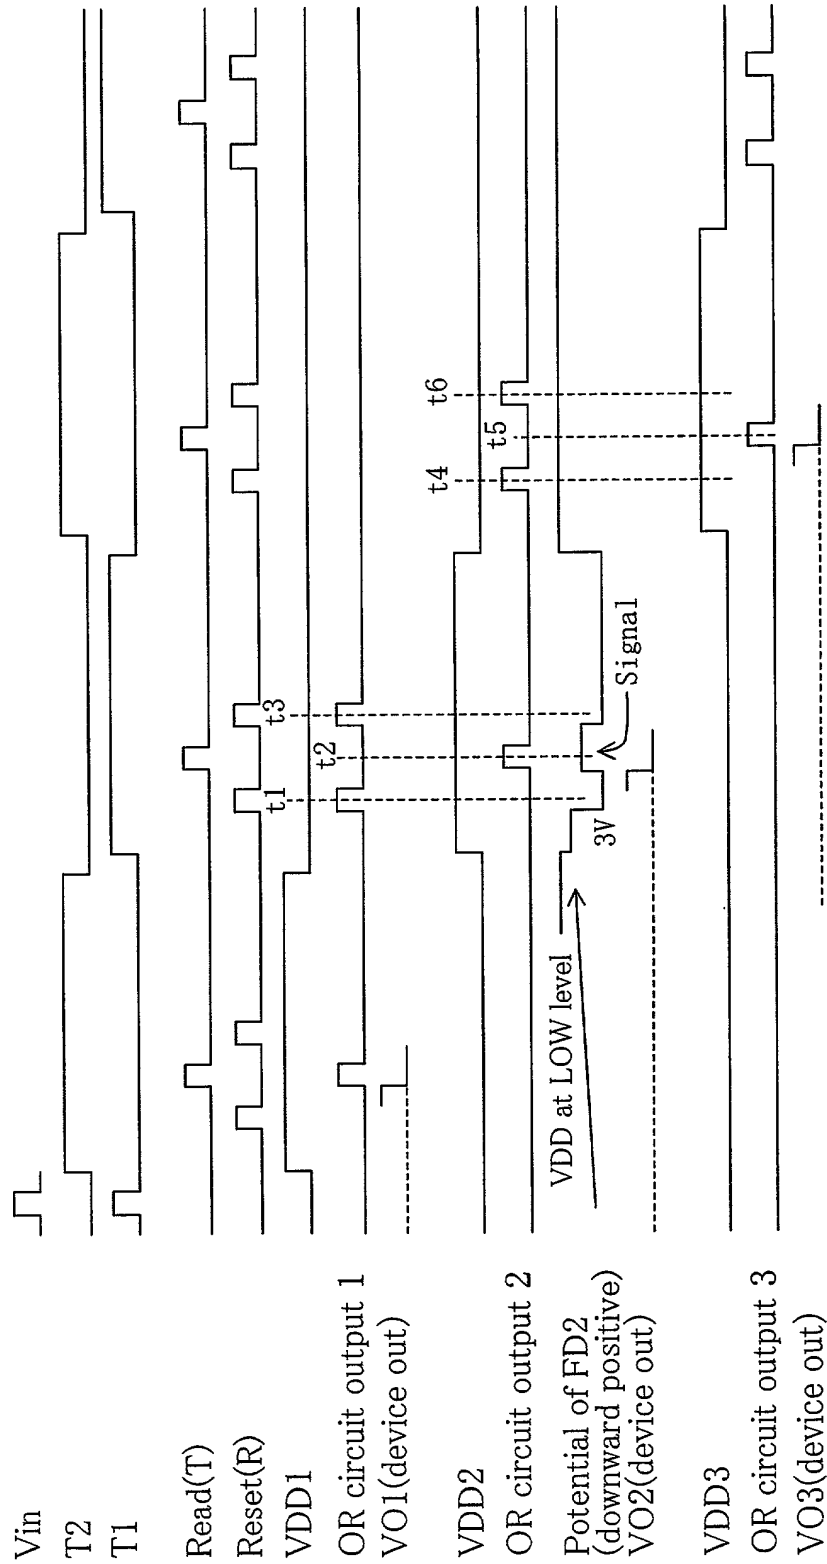 Vin
T2
T1
Read(T)
Reset(R)
VDD1
t1
t3
t2
OR circuit output 1
VO1(device out)
VDD2
t4
t6
t5
OR circuit output 2
VDD at LOW level
3V
Signal
Potential of FD2
(downward positive)
VO2(device out)
VDD3
OR circuit output 3
VO3(device out)